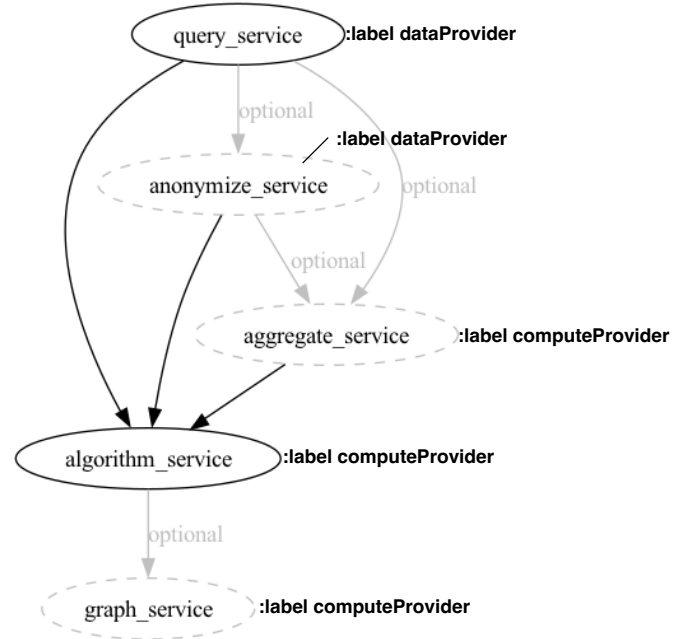 query_service :label dataProvider
optional
:label dataProvider
anonymize_service optional
optional
aggregate_service :label computeProvider
algorithm_service :label computeProvider
optional
graph_service :label computeProvider